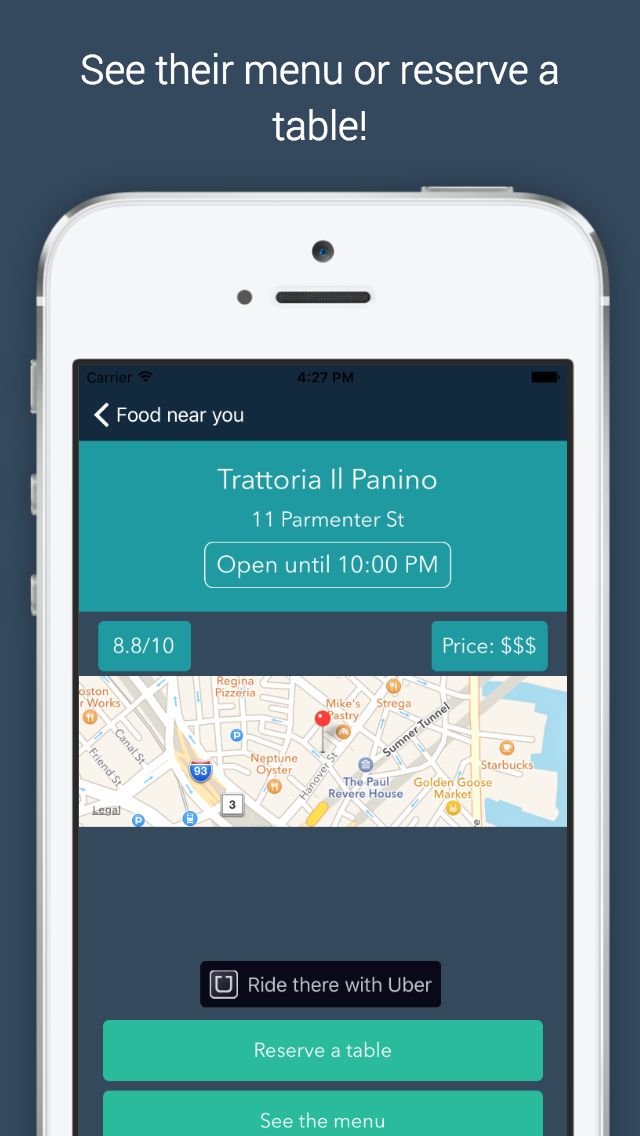 See their menu or reserve a
table!
Carrier
4:27 PM
Food near you
Trattoria Il Panino
11 Parmenter St
Open until 10:00 PM
8.8/10
Price: $$$
oston
r Works
Regina
Pizzeria
Mike's
Pastry
Strega
Sumner Tunnel
Canal St
Friend St
93
Neptune
Oyster
Hanover St
The Paul
Revere House
Starbucks
Golden Goose
Market
3
P
P
Legal
Ride there with Uber
Reserve a table
See the menu